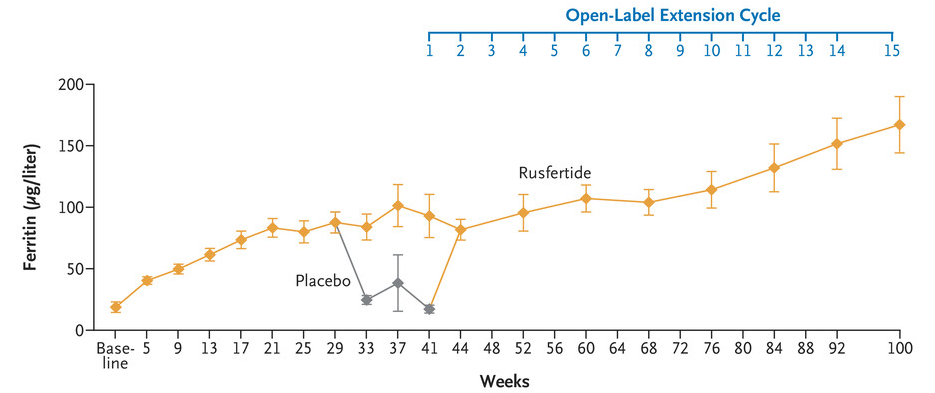 Open-Label Extension Cycle
1 2 3 4 5 6 7 8 9 10 11 12 13 14 15
200
150
100
50
0
Ferritin (µg/liter)
Rusfertide
Placebo
Base- 5 9 13 17 21 25 29 33 37 41 44 48 52 56 60 64 68 72 76 80 84 88 92 100
line
Weeks